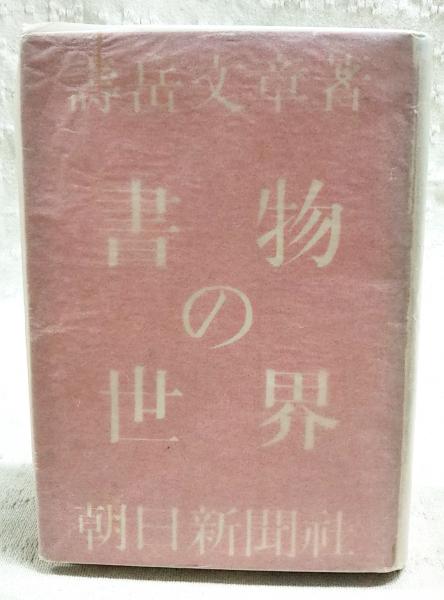 壽岳文章著
書物
の
世界
朝日新聞社